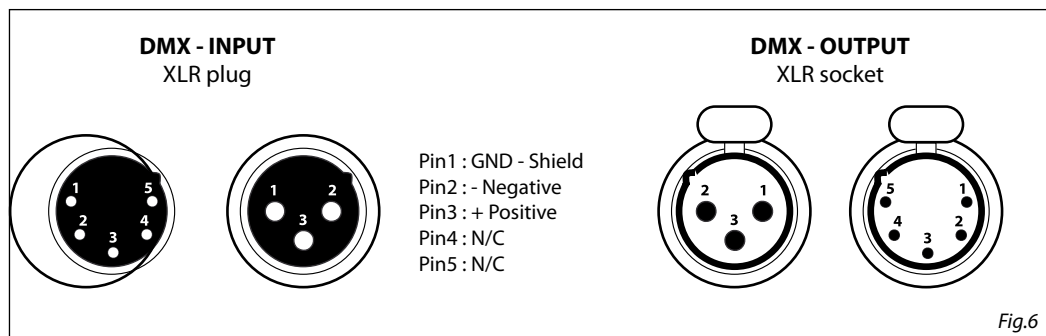 DMX - INPUT
XLR plug
DMX - OUTPUT
XLR socket
1
5
2
4
3
1
2
3
Pin1 : GND - Shield
Pin2 : - Negative
Pin3 : + Positive
Pin4 : N/C
Pin5 : N/C
2
1
3
5
1
4
2
3
Fig.6